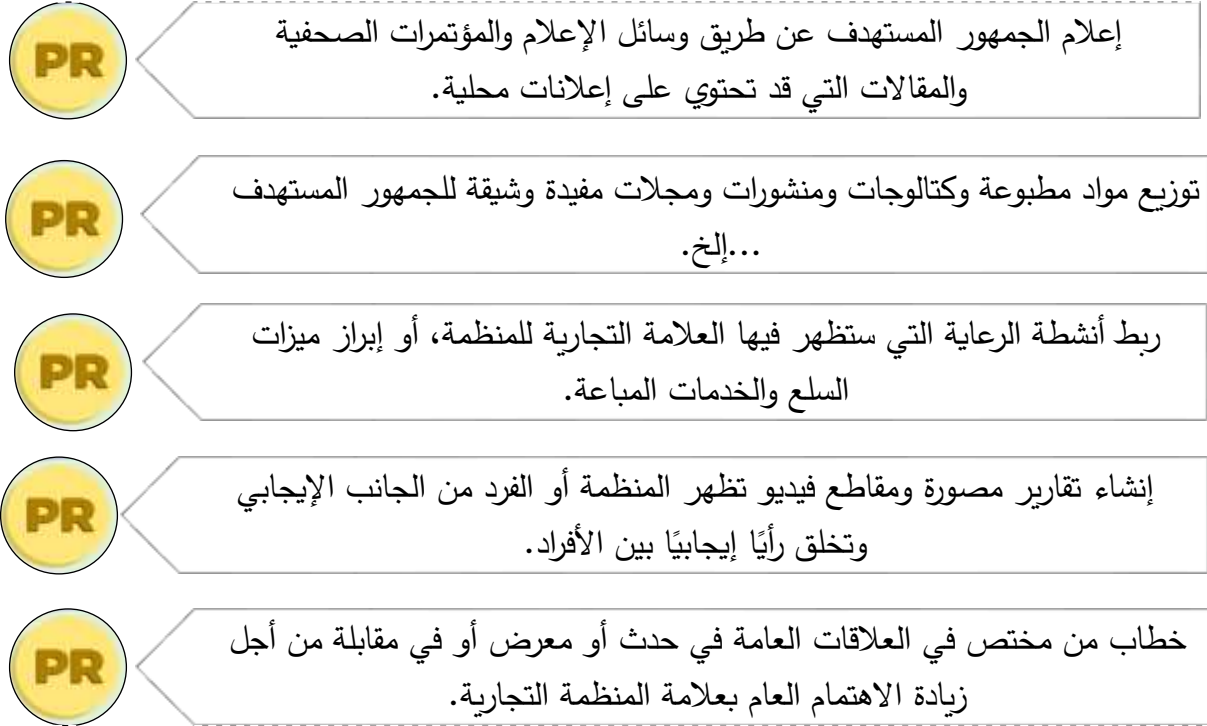 PR
إعلام الجمهور المستهدف عن طريق وسائل الإعلام والمؤتمرات الصحفية
والمقالات التي قد تحتوي على إعلانات محلية.
PR
توزيع مواد مطبوعة وكتالوجات ومنشورات ومجلات مفيدة وشيقة للجمهور المستهدف
...إلخ.
PR
ربط أنشطة الرعاية التي ستظهر فيها العلامة التجارية للمنظمة، أو إبراز ميزات
السلع والخدمات المباعة.
PR
إنشاء تقارير مصورة ومقاطع فيديو تظهر المنظمة أو الفرد من الجانب الإيجابي
وتخلق رأيًا إيجابيًا بين الأفراد.
PR
خطاب من مختص في العلاقات العامة في حدث أو معرض أو في مقابلة من أجل
زيادة الاهتمام العام بعلامة المنظمة التجارية.